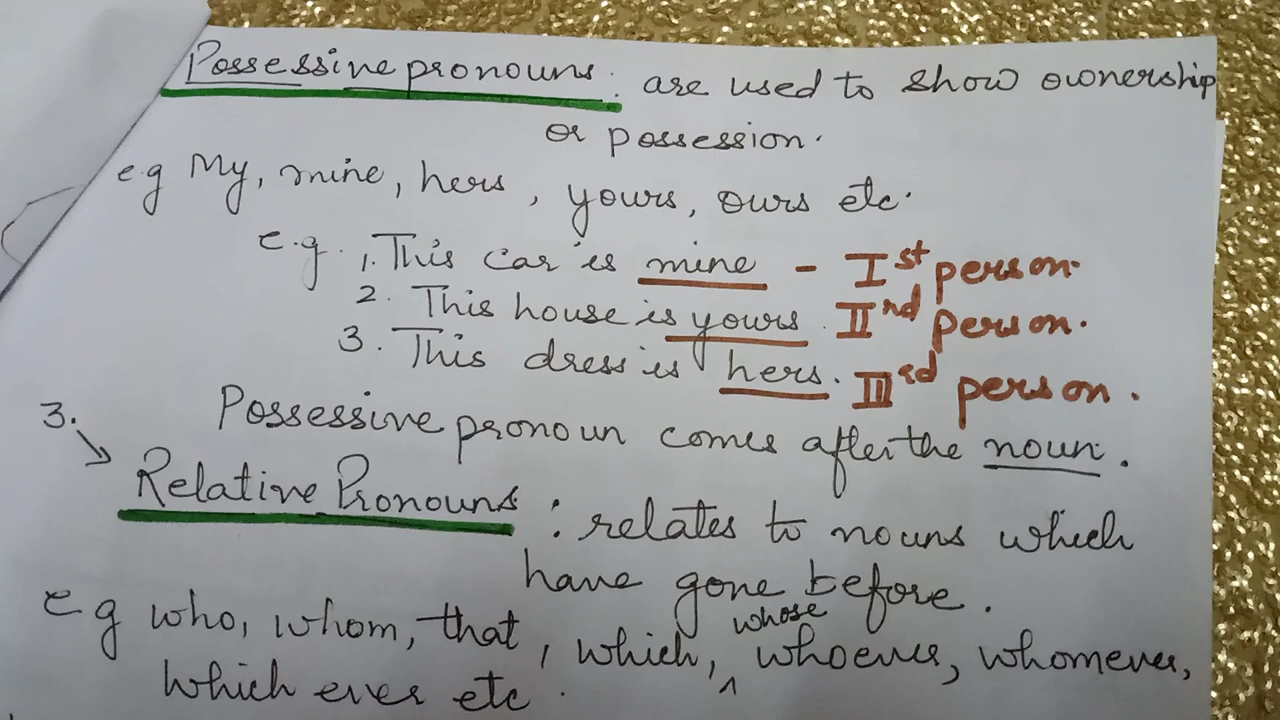 Possessive pronouns : are used to show ownership
or possession.
e.g My, mine, hers, yours, ours etc.
e.g. 1. This car is mine - Ist person.
2. This house is yours. IInd person.
3. This dress is hers. IIIrd person.
Possessive pronoun comes after the noun.
3. →
Relative Pronouns : relates to nouns which
have gone before.
e g who, whom, that, which, ^ whose whoever, whomever,
which ever etc.